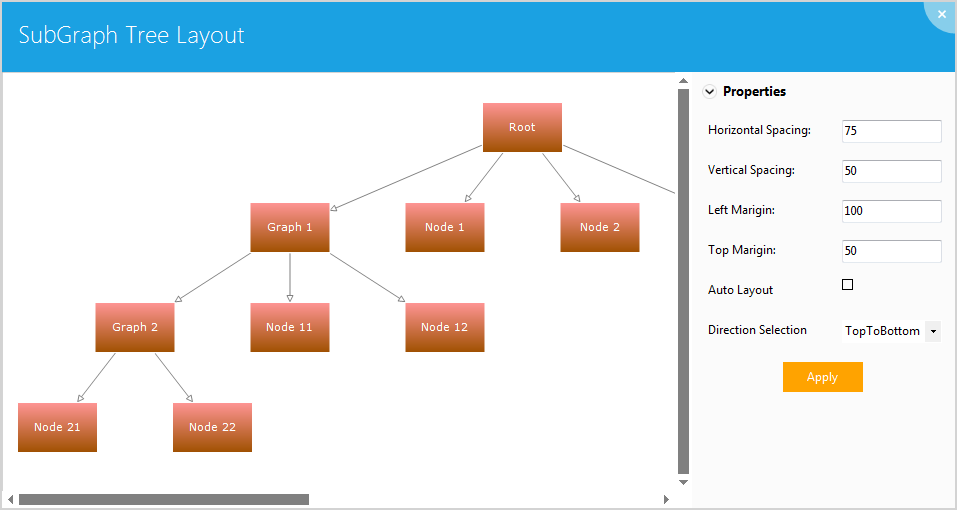 SubGraph Tree Layout
Root
Graph 1
Node 1
Node 2
Graph 2
Node 11
Node 12
Node 21
Node 22
Properties
Horizontal Spacing: 75
Vertical Spacing: 50
Left Marigin: 100
Top Marigin: 50
Auto Layout
Direction Selection TopToBottom
Apply